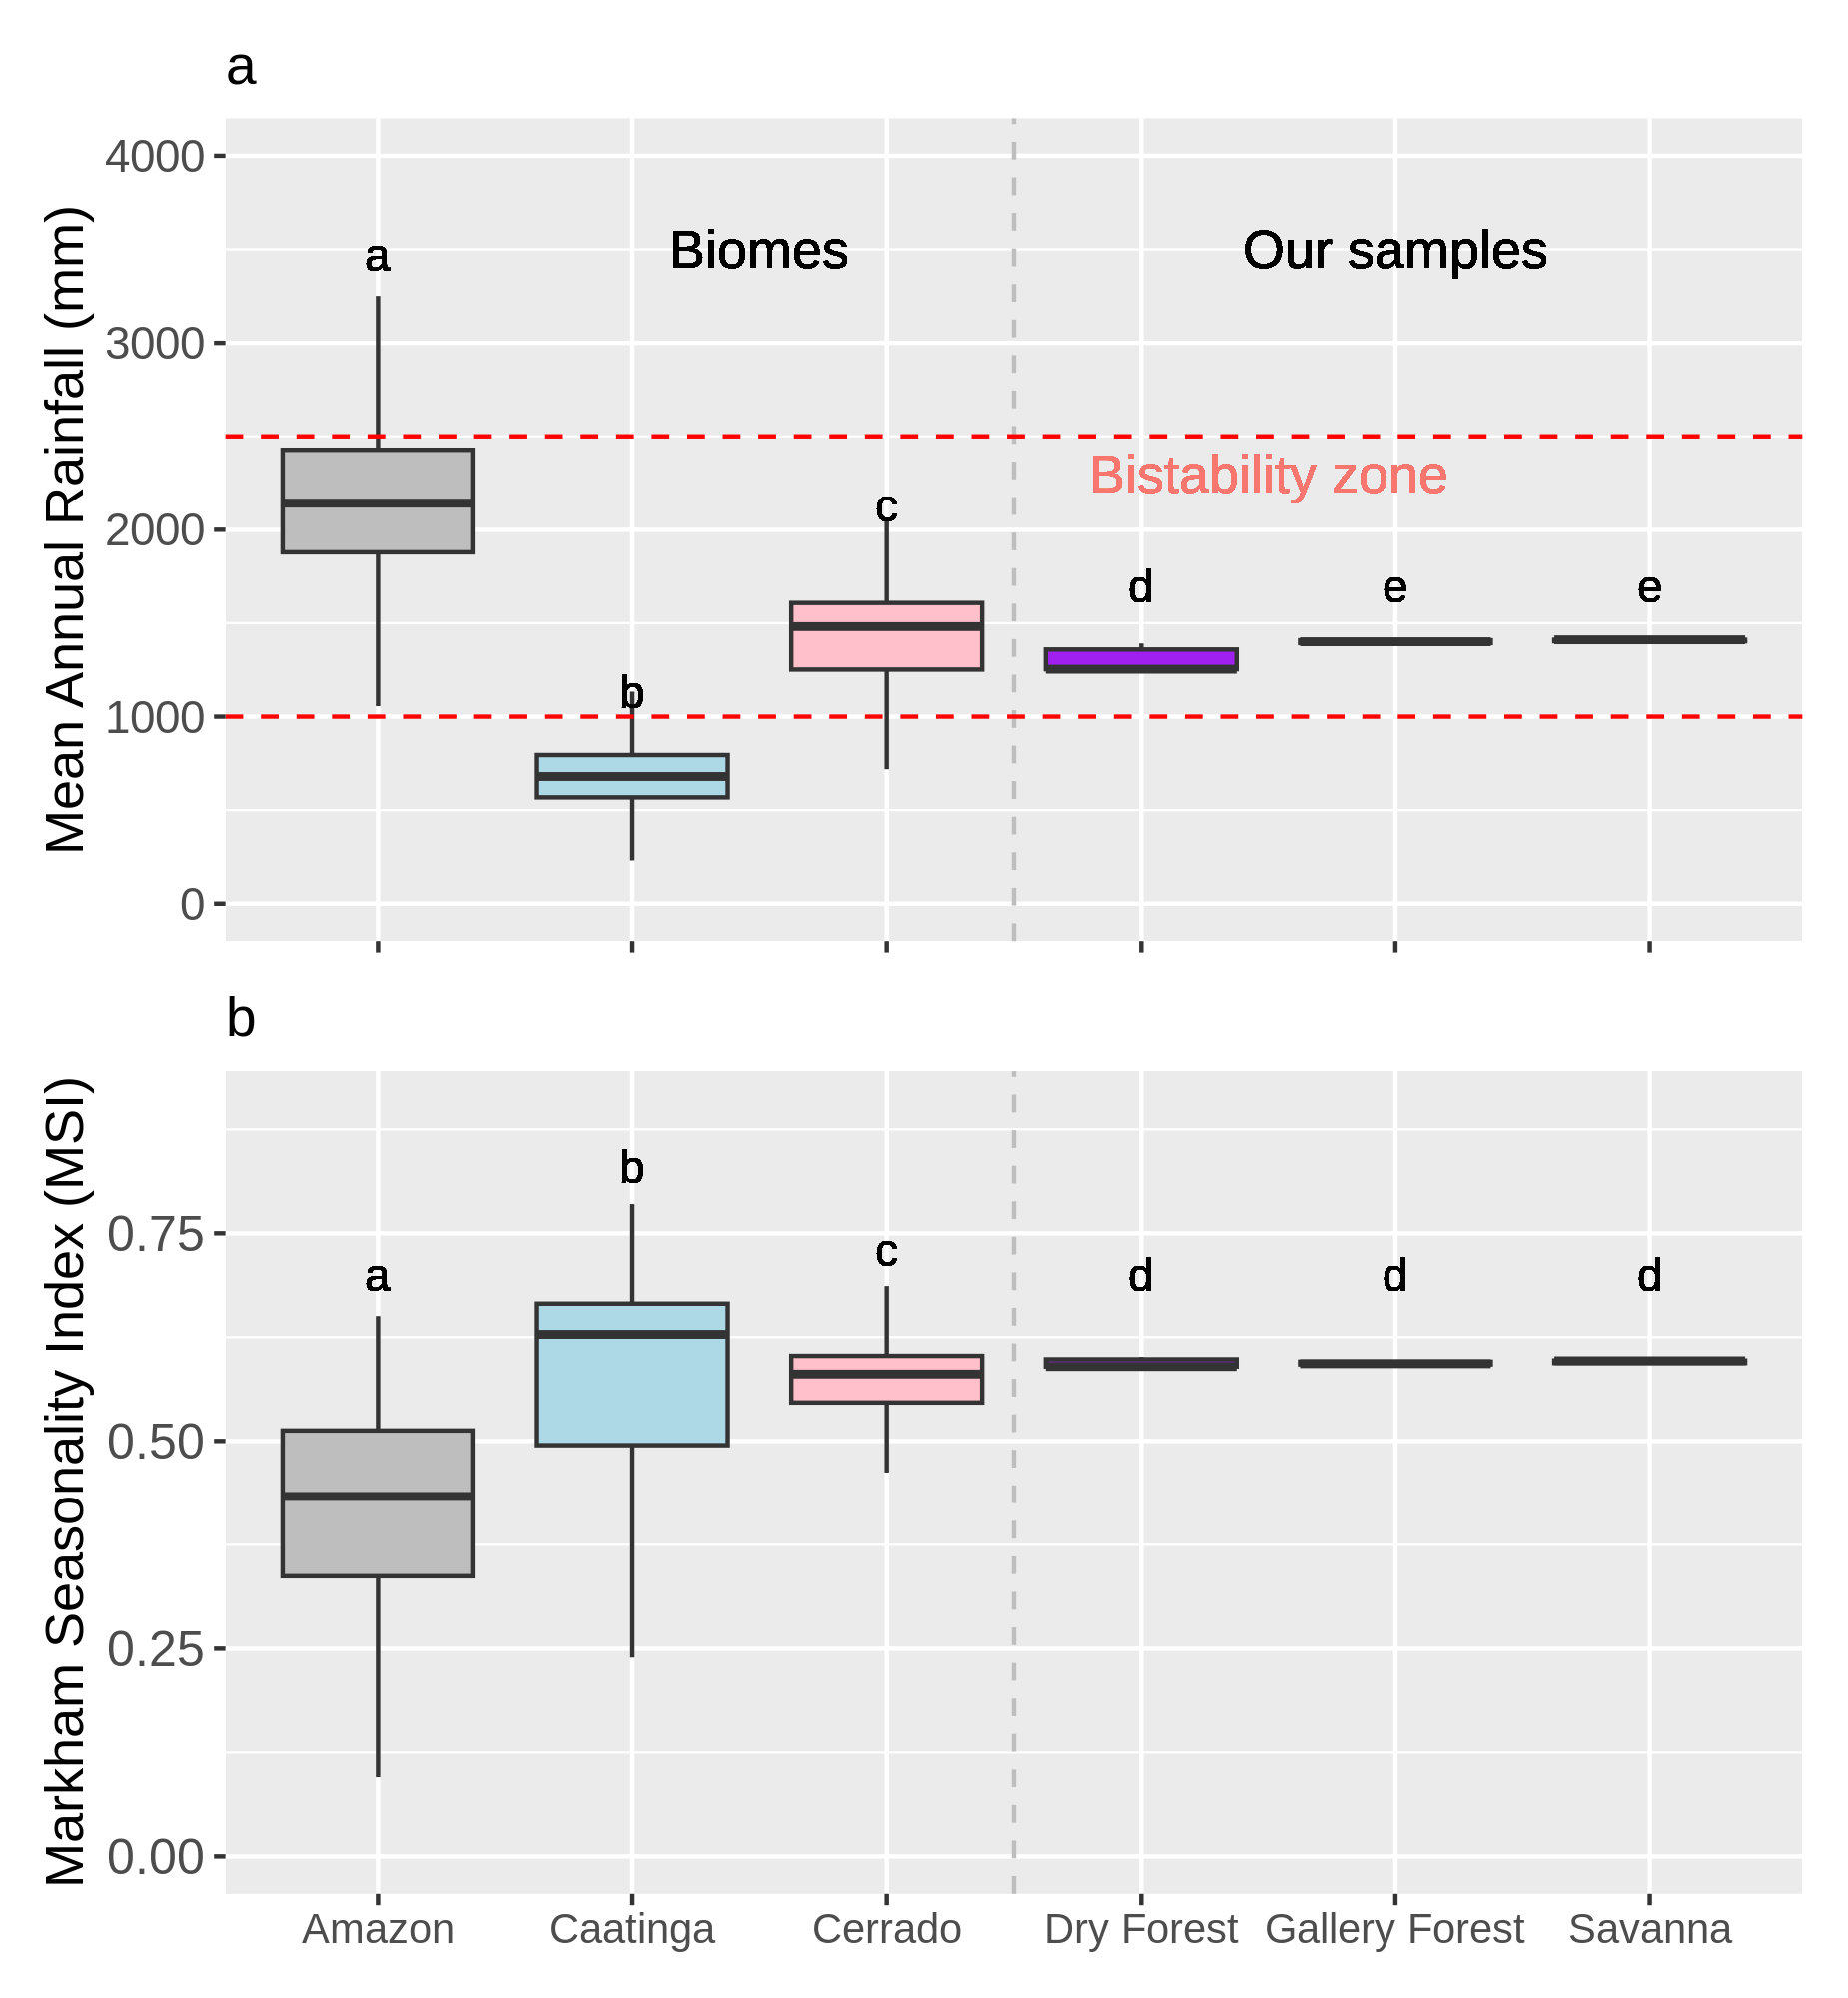 a
Mean Annual Rainfall (mm)
4000
3000
2000
1000
0
Biomes
Our samples
Bistability zone
a
b
c
d
e
e
b
Markham Seasonality Index (MSI)
0.75
0.50
0.25
0.00
a
b
c
d
d
d
Amazon
Caatinga
Cerrado
Dry Forest
Gallery Forest
Savanna